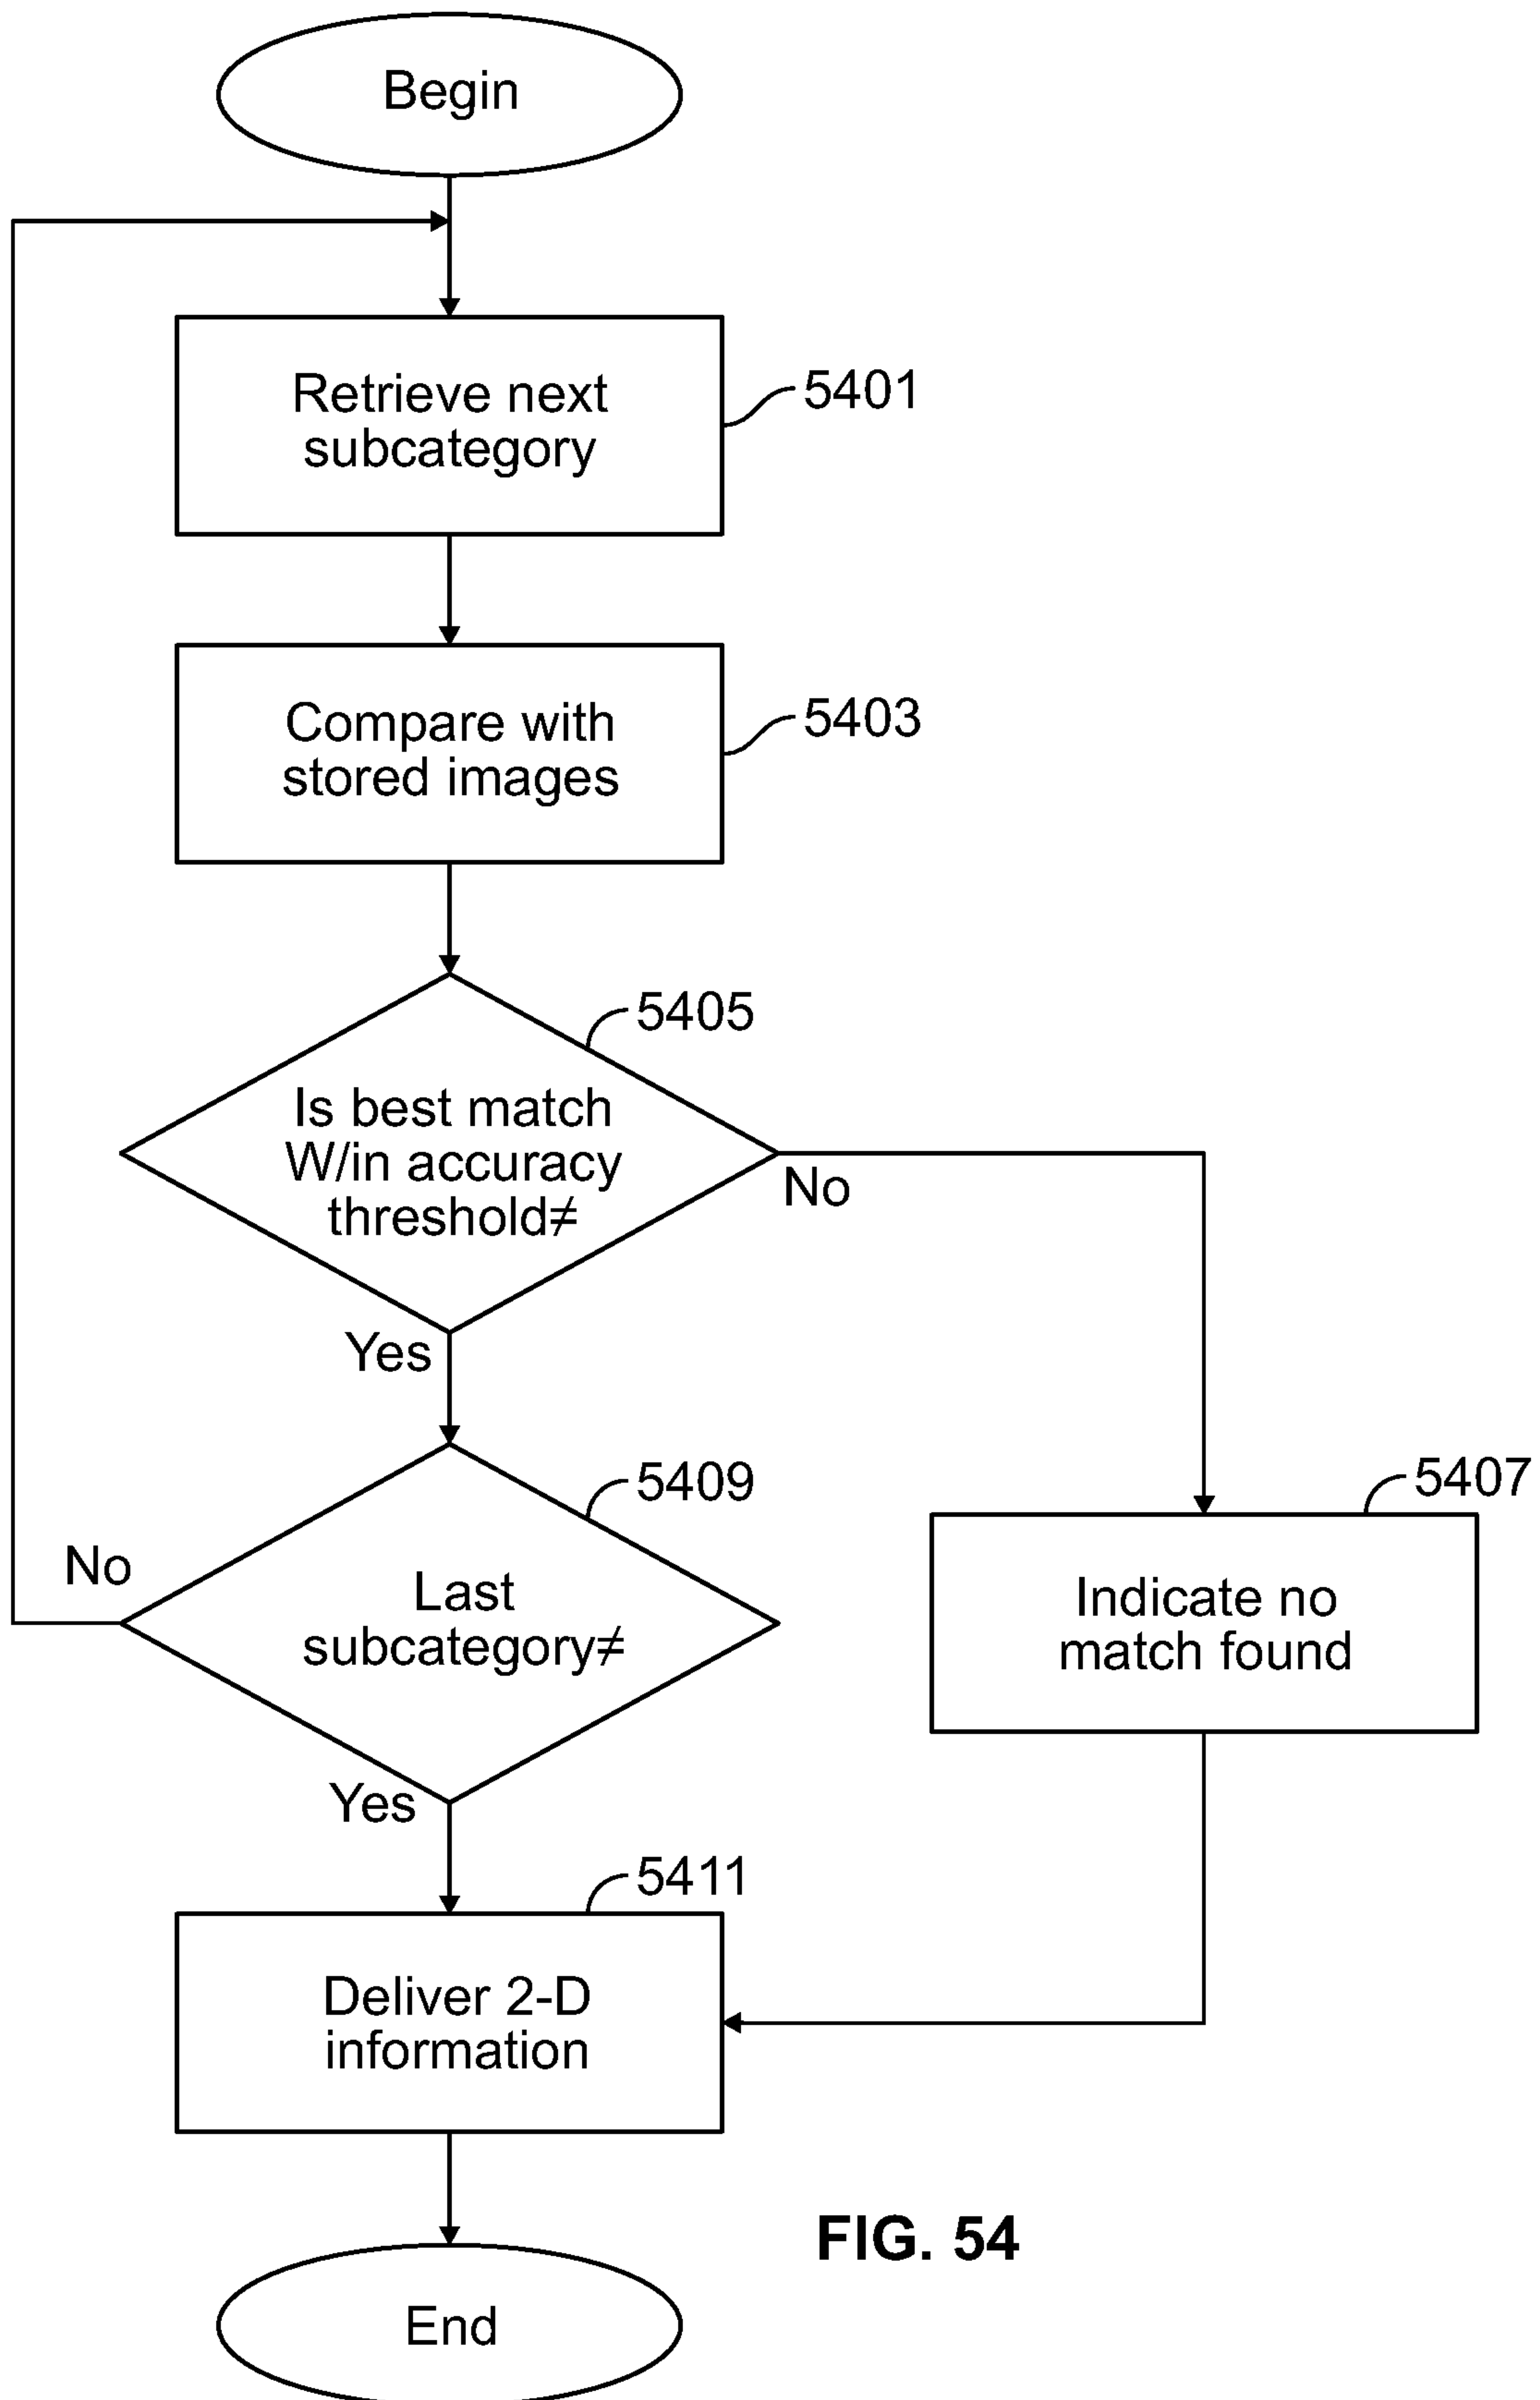 Begin
Retrieve next
subcategory
5401
Compare with
stored images
5403
5405
Is best match
W/in accuracy
threshold≠
No
Yes
5409
Last
subcategory≠
No
Yes
5407
Indicate no
match found
5411
Deliver 2-D
information
End
FIG. 54